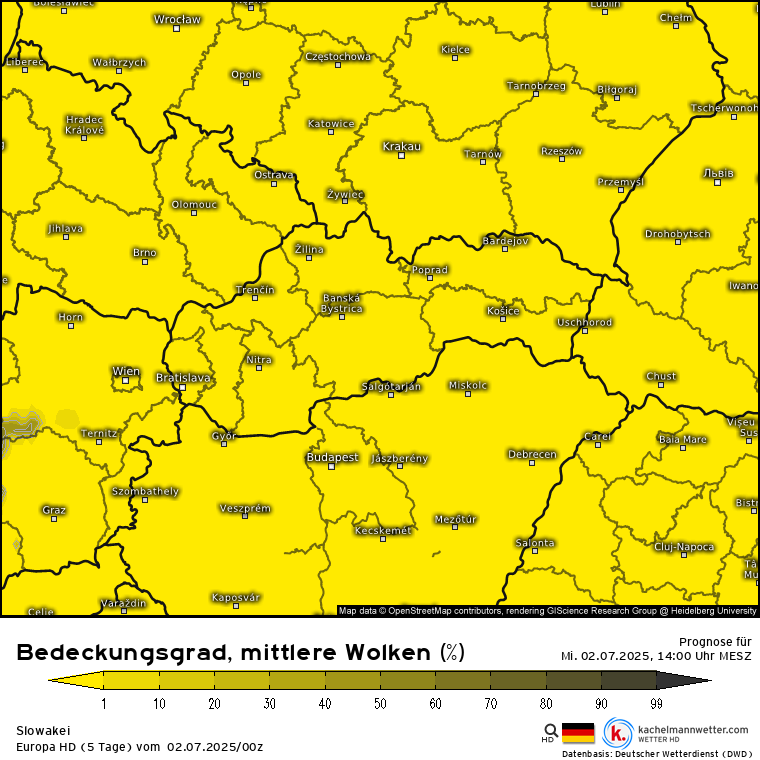 Boleslawiec
Opole
Lublin
Wrocław
Chełm
Kielce
Częstochowa
Liberec
Wałbrzych
Opole
Tarnobrzeg
Biłgoraj
Tscherwonoh
Hradec
Králové
Katowice
Krakau
Tarnów
Rzeszów
Ostrava
Львів
Żywiec
Przemyśl
Olomouc
Jihlava
Drohobytsch
Brno
Žilina
Bardejov
Poprad
Trenčín
Iwano
Banská
Bystrica
Horn
Košice
Uschhorod
Nitra
Wien
Bratislava
Salgótarján
Miskolc
Chust
Vișeu
Sus
Ternitz
Győr
Carei
Baia Mare
Budapest
Jászberény
Debrecen
Szombathely
Graz
Veszprém
Bistri
Mezőtúr
Kecskemét
Salonta
Cluj-Napoca
Tâ
Mu
Kaposvár
Varaždin
Celje
Map data © OpenStreetMap contributors, rendering GIScience Research Group @ Heidelberg University
Bedeckungsgrad, mittlere Wolken (%)
Prognose für
Mi. 02.07.2025, 14:00 Uhr MESZ
1 10 20 30 40 50 60 70 80 90 99
Slowakei
Europa HD (5 Tage) vom 02.07.2025/00z
HD
k.
kachelmannwetter.com
WETTER HD
Datenbasis: Deutscher Wetterdienst (DWD)